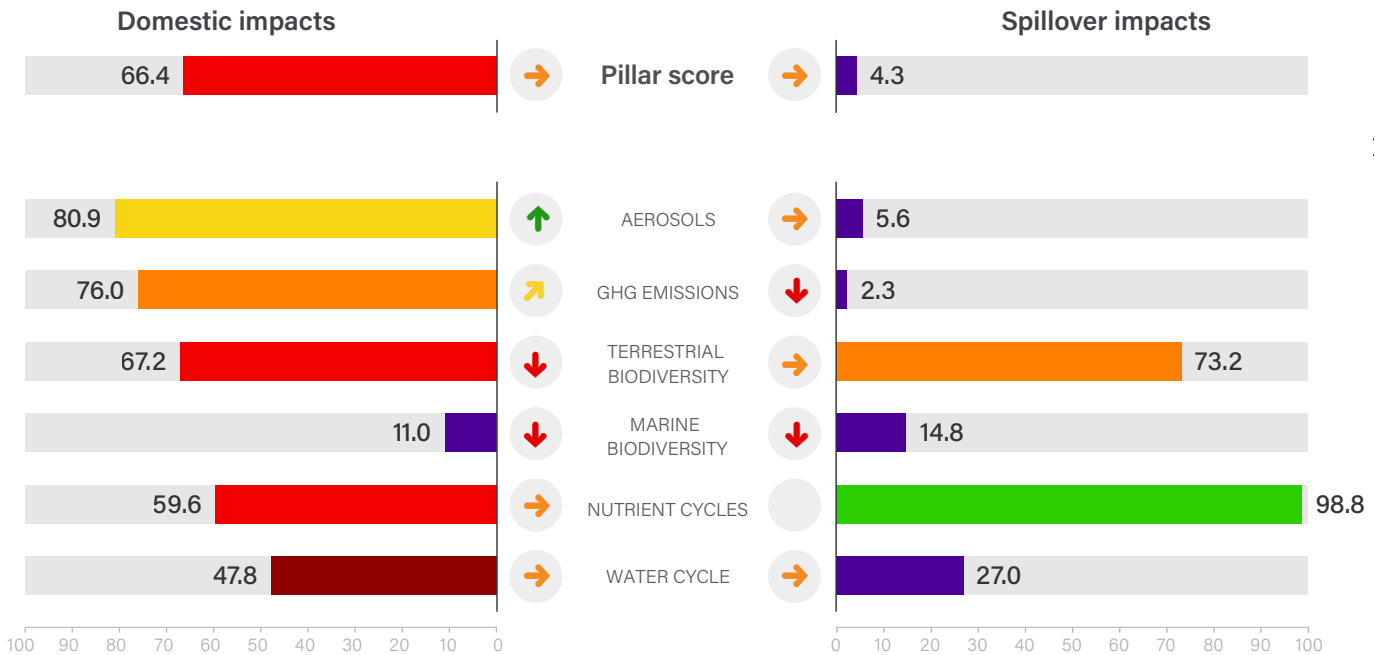 Domestic impacts
Spillover impacts
66.4
Pillar score
4.3
80.9
AEROSOLS
5.6
76.0
GHG EMISSIONS
2.3
67.2
TERRESTRIAL
BIODIVERSITY
73.2
11.0
MARINE
BIODIVERSITY
14.8
59.6
NUTRIENT CYCLES
98.8
47.8
WATER CYCLE
27.0
100 90 80 70 60 50 40 30 20 10 0
0 10 20 30 40 50 60 70 80 90 100